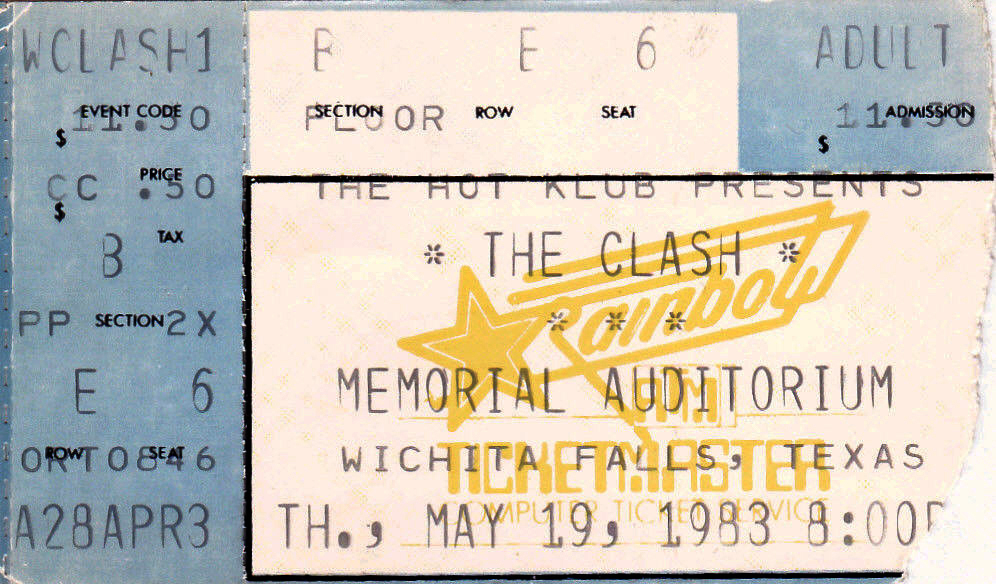 WCLASH1
EVENT CODE
$ 11.50
PRICE
CC .50
$
TAX
B
PP SECTION 2X
E 6
ROW SEAT
ORT0846
A28APR3
B E 6
SECTION ROW SEAT
FLOOR
ADULT
ADMISSION
11.50
$
THE HOT KLUB PRESENTS
* THE CLASH *
Rainbow
* * *
MEMORIAL AUDITORIUM
TICKETMASTER
WICHITA FALLS, TEXAS
COMPUTER TICKET SERVICE
TH., MAY 19, 1983 8:00P